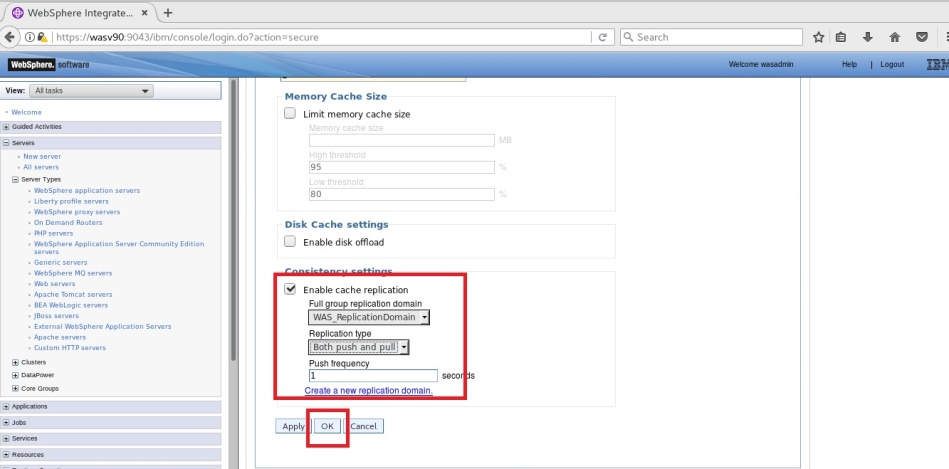 WebSphere Integrate...
https://wasv90:9043/ibm/console/login.do?action=secure
Search
WebSphere. software
Welcome wasadmin
Help | Logout
IBM
View: All tasks
Welcome
Guided Activities
Servers
New server
All servers
Server Types
WebSphere application servers
Liberty profile servers
WebSphere proxy servers
On Demand Routers
PHP servers
WebSphere Application Server Community Edition
servers
Generic servers
WebSphere MQ servers
Web servers
Apache Tomcat servers
BEA WebLogic servers
JBoss servers
External WebSphere Application Servers
Apache servers
Custom HTTP servers
Clusters
DataPower
Core Groups
Applications
Jobs
Services
Resources
Memory Cache Size
Limit memory cache size
Memory cache size
MB
High threshold
95 %
Low threshold
80 %
Disk Cache settings
Enable disk offload
Consistency settings
Enable cache replication
Full group replication domain
WAS_ReplicationDomain
Replication type
Both push and pull
Push frequency
1 seconds
Create a new replication domain.
Apply OK Cancel